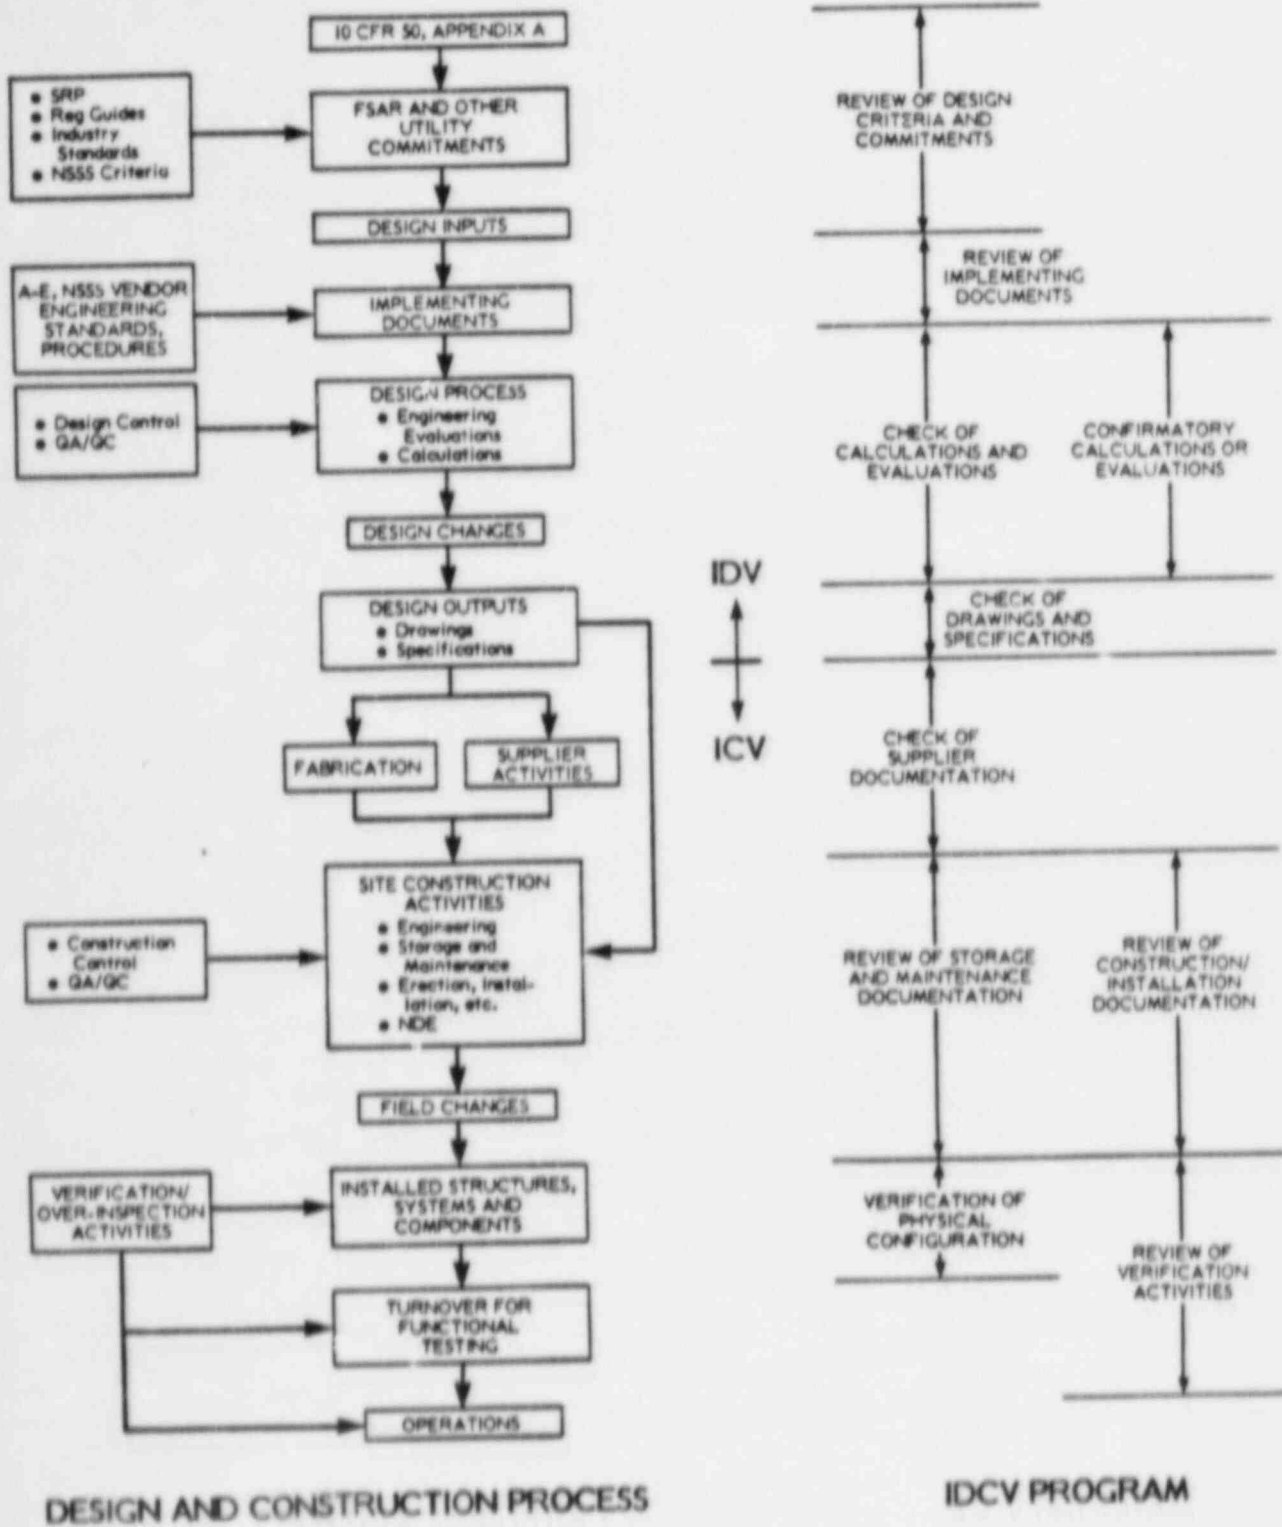 10 CFR 50, APPENDIX A
• SRP
• Reg Guides
• Industry
Standards
• NSSS Criteria
FSAR AND OTHER
UTILITY
COMMITMENTS
DESIGN INPUTS
A-E, NSSS VENDOR
ENGINEERING
STANDARDS,
PROCEDURES
IMPLEMENTING
DOCUMENTS
• Design Control
• QA/QC
DESIGN PROCESS
• Engineering
Evaluations
• Calculations
DESIGN CHANGES
DESIGN OUTPUTS
• Drawings
• Specifications
FABRICATION
SUPPLIER
ACTIVITIES
• Construction
Control
• QA/QC
SITE CONSTRUCTION
ACTIVITIES
• Engineering
• Storage and
Maintenance
• Erection, Instal-
lation, etc.
• NDE
FIELD CHANGES
VERIFICATION/
OVER-INSPECTION
ACTIVITIES
INSTALLED STRUCTURES,
SYSTEMS AND
COMPONENTS
TURNOVER FOR
FUNCTIONAL
TESTING
OPERATIONS
DESIGN AND CONSTRUCTION PROCESS
REVIEW OF DESIGN
CRITERIA AND
COMMITMENTS
REVIEW OF
IMPLEMENTING
DOCUMENTS
CHECK OF
CALCULATIONS AND
EVALUATIONS
CONFIRMATORY
CALCULATIONS OR
EVALUATIONS
IDV
ICV
CHECK OF
DRAWINGS AND
SPECIFICATIONS
CHECK OF
SUPPLIER
DOCUMENTATION
REVIEW OF STORAGE
AND MAINTENANCE
DOCUMENTATION
REVIEW OF
CONSTRUCTION/
INSTALLATION
DOCUMENTATION
VERIFICATION OF
PHYSICAL
CONFIGURATION
REVIEW OF
VERIFICATION
ACTIVITIES
IDCV PROGRAM